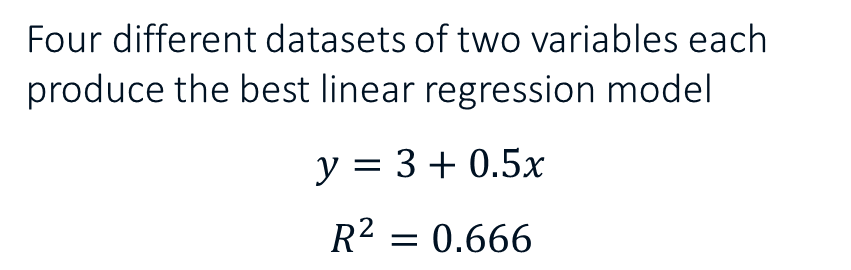 Four different datasets of two variables each
produce the best linear regression model
y = 3 + 0.5x
R² = 0.666